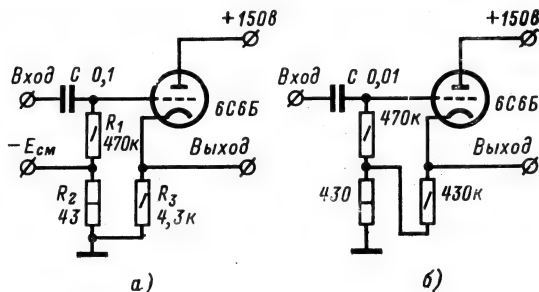 +150в
Вход
С 0,1
6С6Б
R1
470к
–Eсм
Выход
R2
43
R3
4,3к
а)
+150в
Вход
С 0,01
6С6Б
470к
Выход
430
430к
б)